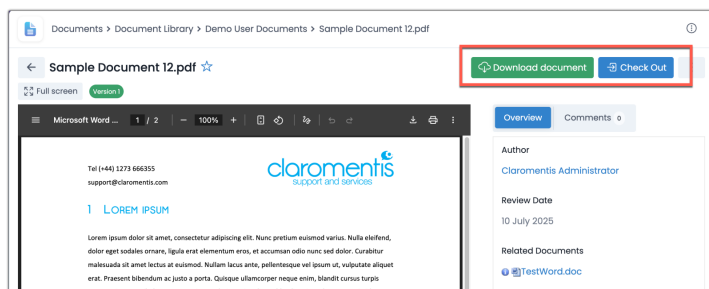 Documents > Document Library > Demo User Documents > Sample Document 12.pdf
Sample Document 12.pdf
Download document
Check Out
Full screen
Version 1
Microsoft Word ...
1 / 2
100%
Overview
Comments 0
Tel (+44) 1273 666355
support@claromentis.com
claromentis
support and services
1 LOREM IPSUM
Lorem ipsum dolor sit amet, consectetur adipiscing elit. Nunc pretium euismod varius. Nulla eleifend,
dolor eget sodales ornare, ligula erat elementum eros, et accumsan odio nunc sed dolor. Curabitur
malesuada sit amet lectus at euismod. Nullam lacus ante, pellentesque vel ipsum ut, vulputate aliquet
erat. Praesent bibendum ac justo a porta. Quisque ullamcorper neque enim, blandit cursus turpis
Author
Claromentis Administrator
Review Date
10 July 2025
Related Documents
TestWord.doc